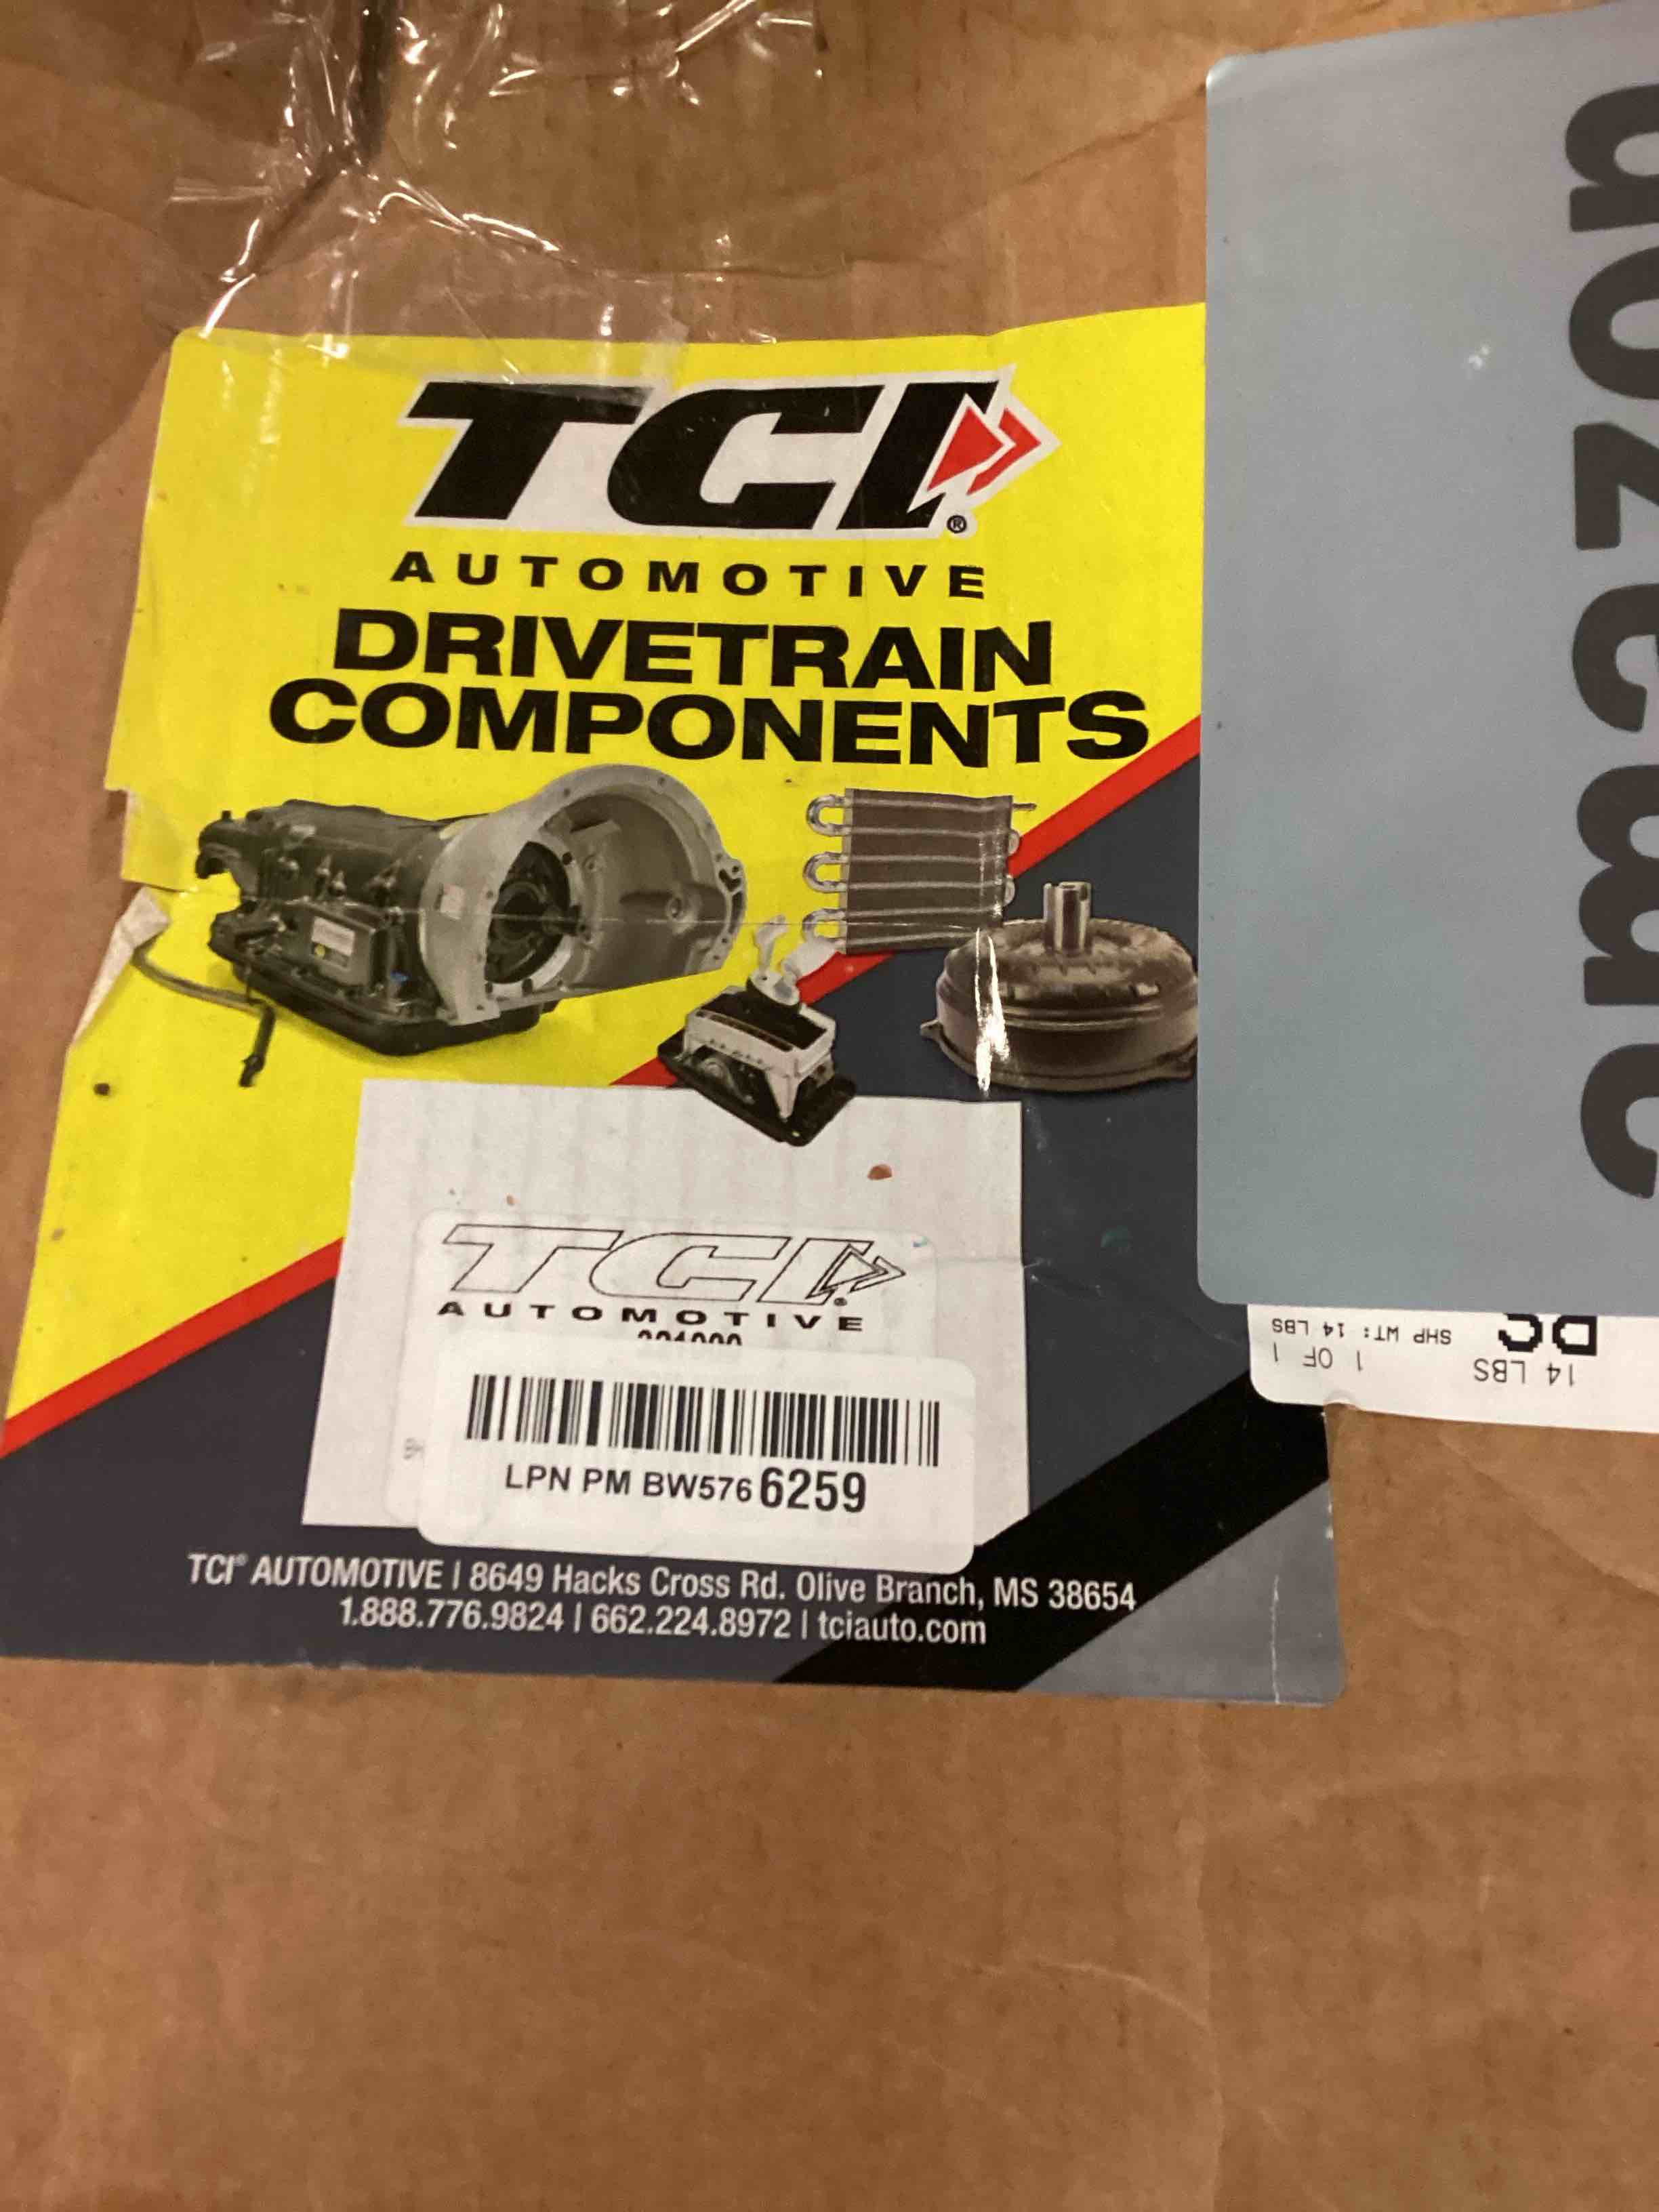 TCI®
AUTOMOTIVE
DRIVETRAIN
COMPONENTS
TCI®
AUTOMOTIVE
LPN PM BW576 6259
TCI® AUTOMOTIVE | 8649 Hacks Cross Rd. Olive Branch, MS 38654
1.888.776.9824 | 662.224.8972 | tciauto.com
amazon
14 LBS
1 OF 1
SHP WT: 14 LBS